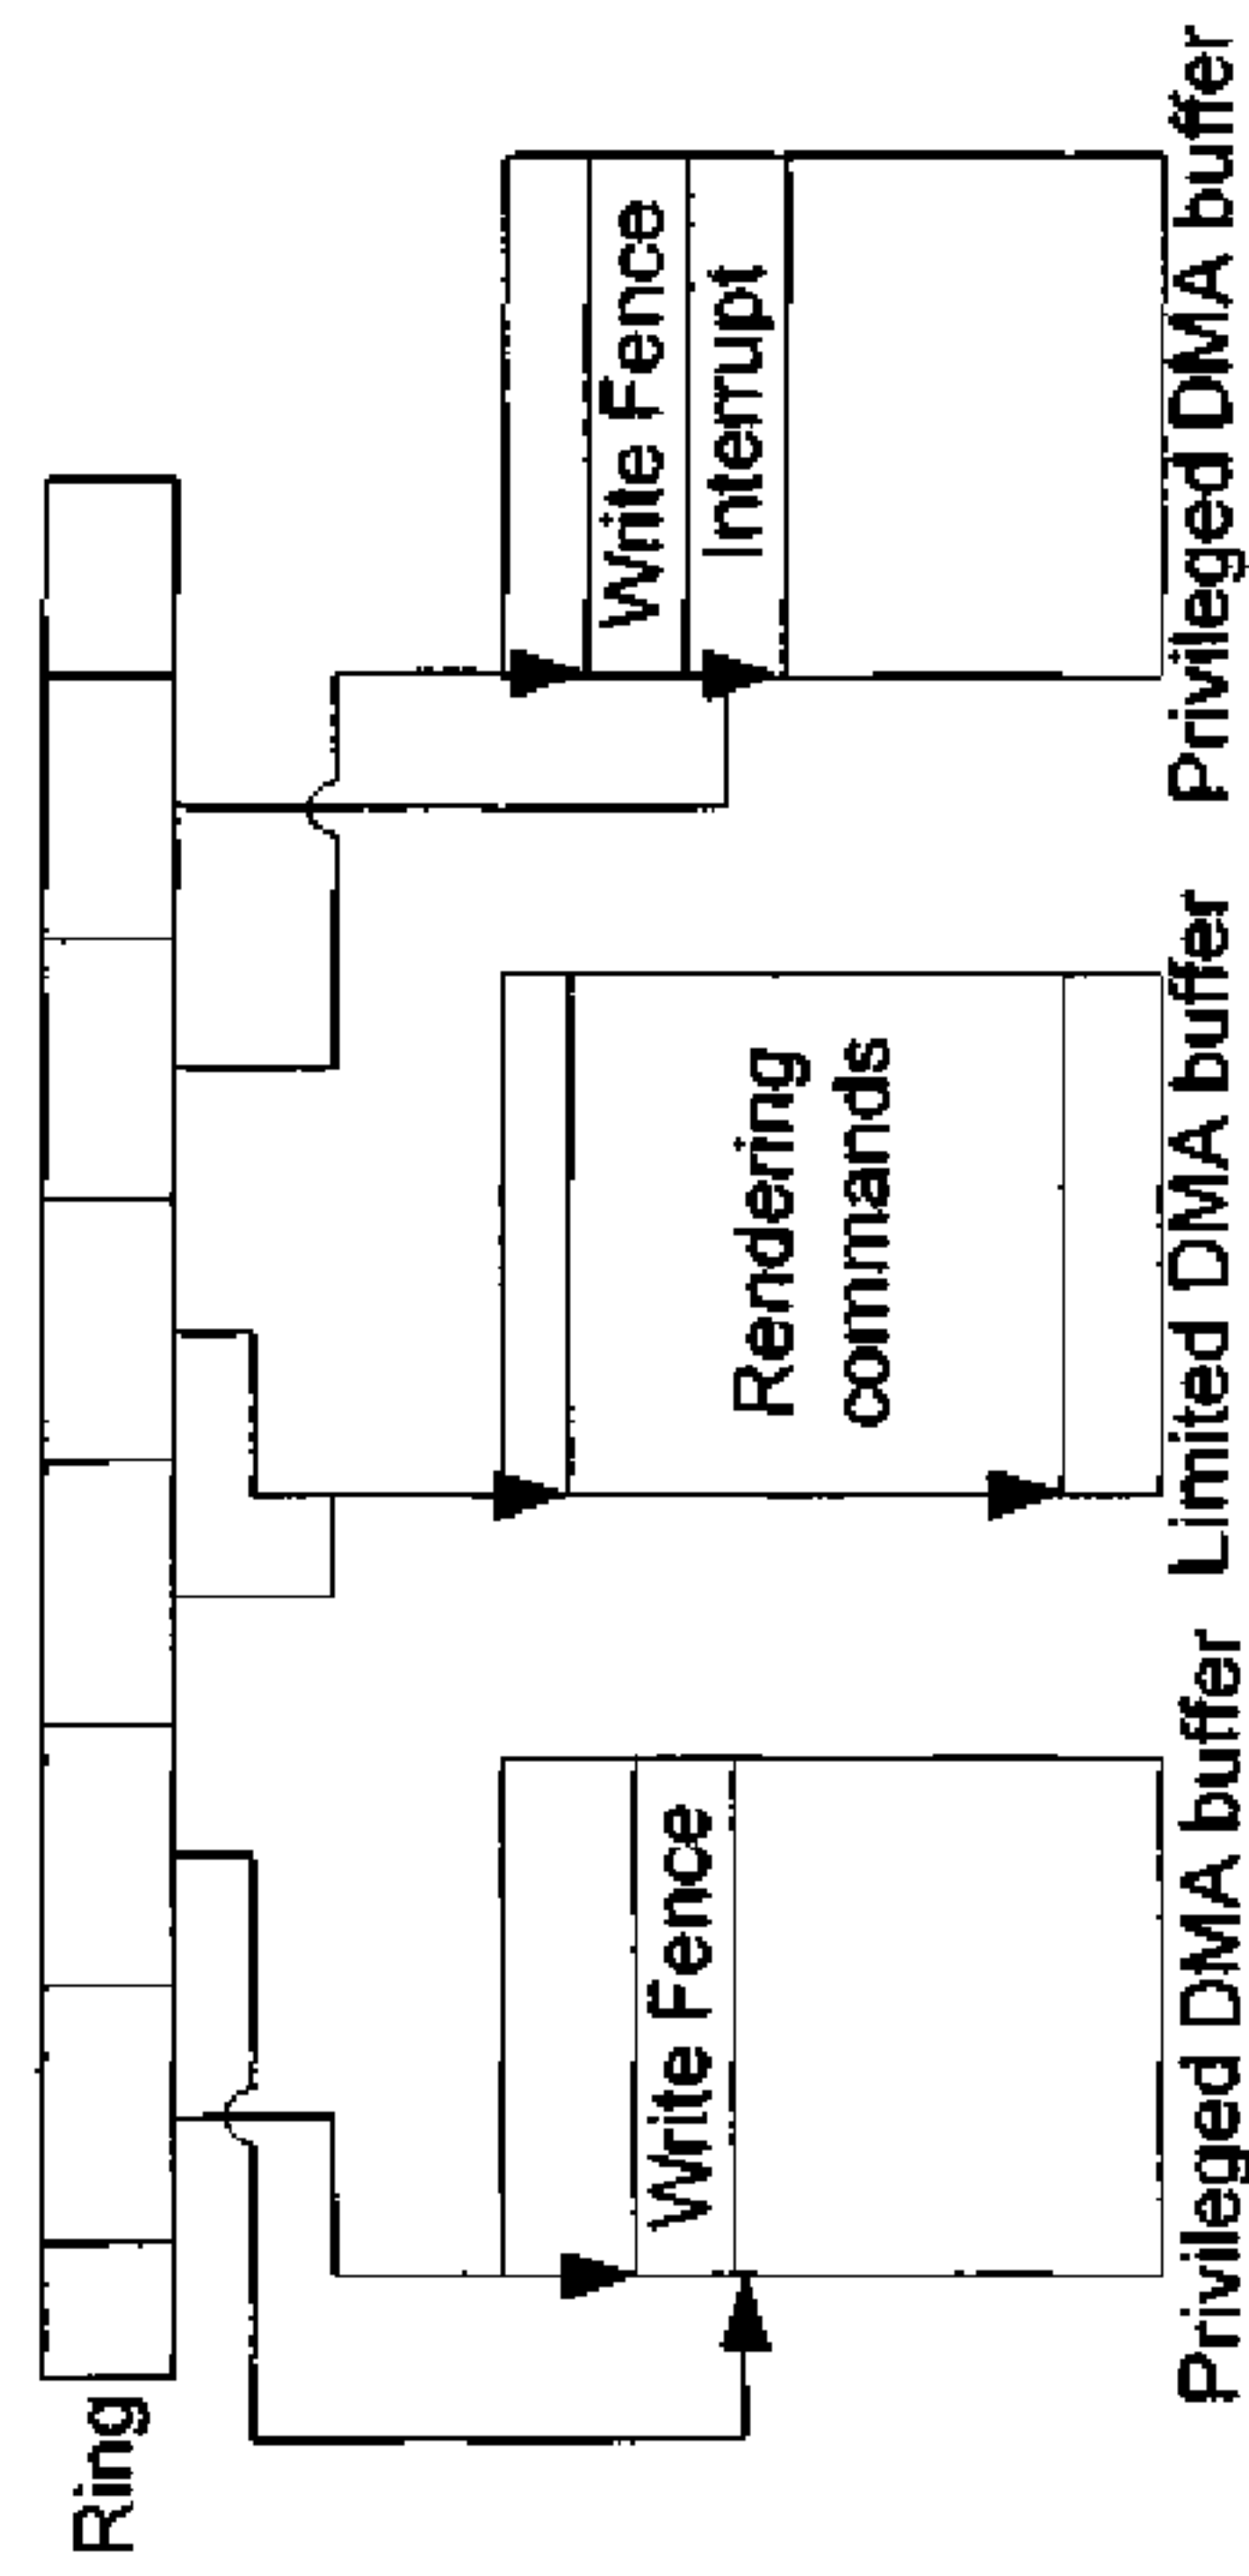 Ring
Write Fence
Rendering
commands
Write Fence
Interrupt
Privileged DMA buffer
Limited DMA buffer
Privileged DMA buffer